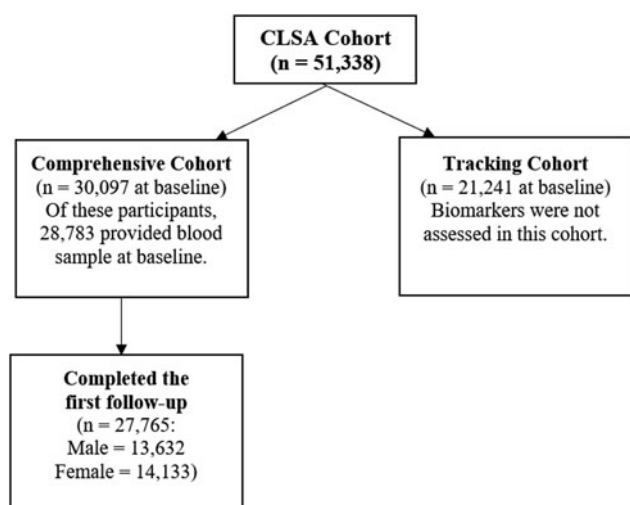 CLSA Cohort
(n = 51,338)
Comprehensive Cohort
(n = 30,097 at baseline)
Of these participants,
28,783 provided blood
sample at baseline.
Tracking Cohort
(n = 21,241 at baseline)
Biomarkers were not
assessed in this cohort.
Completed the
first follow-up
(n = 27,765:
Male = 13,632
Female = 14,133)